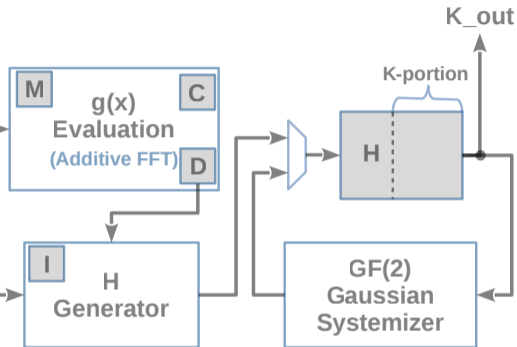 K_out
K-portion
M
C
g(x)
Evaluation
(Additive FFT)
D
H
I
H
Generator
GF(2)
Gaussian
Systemizer